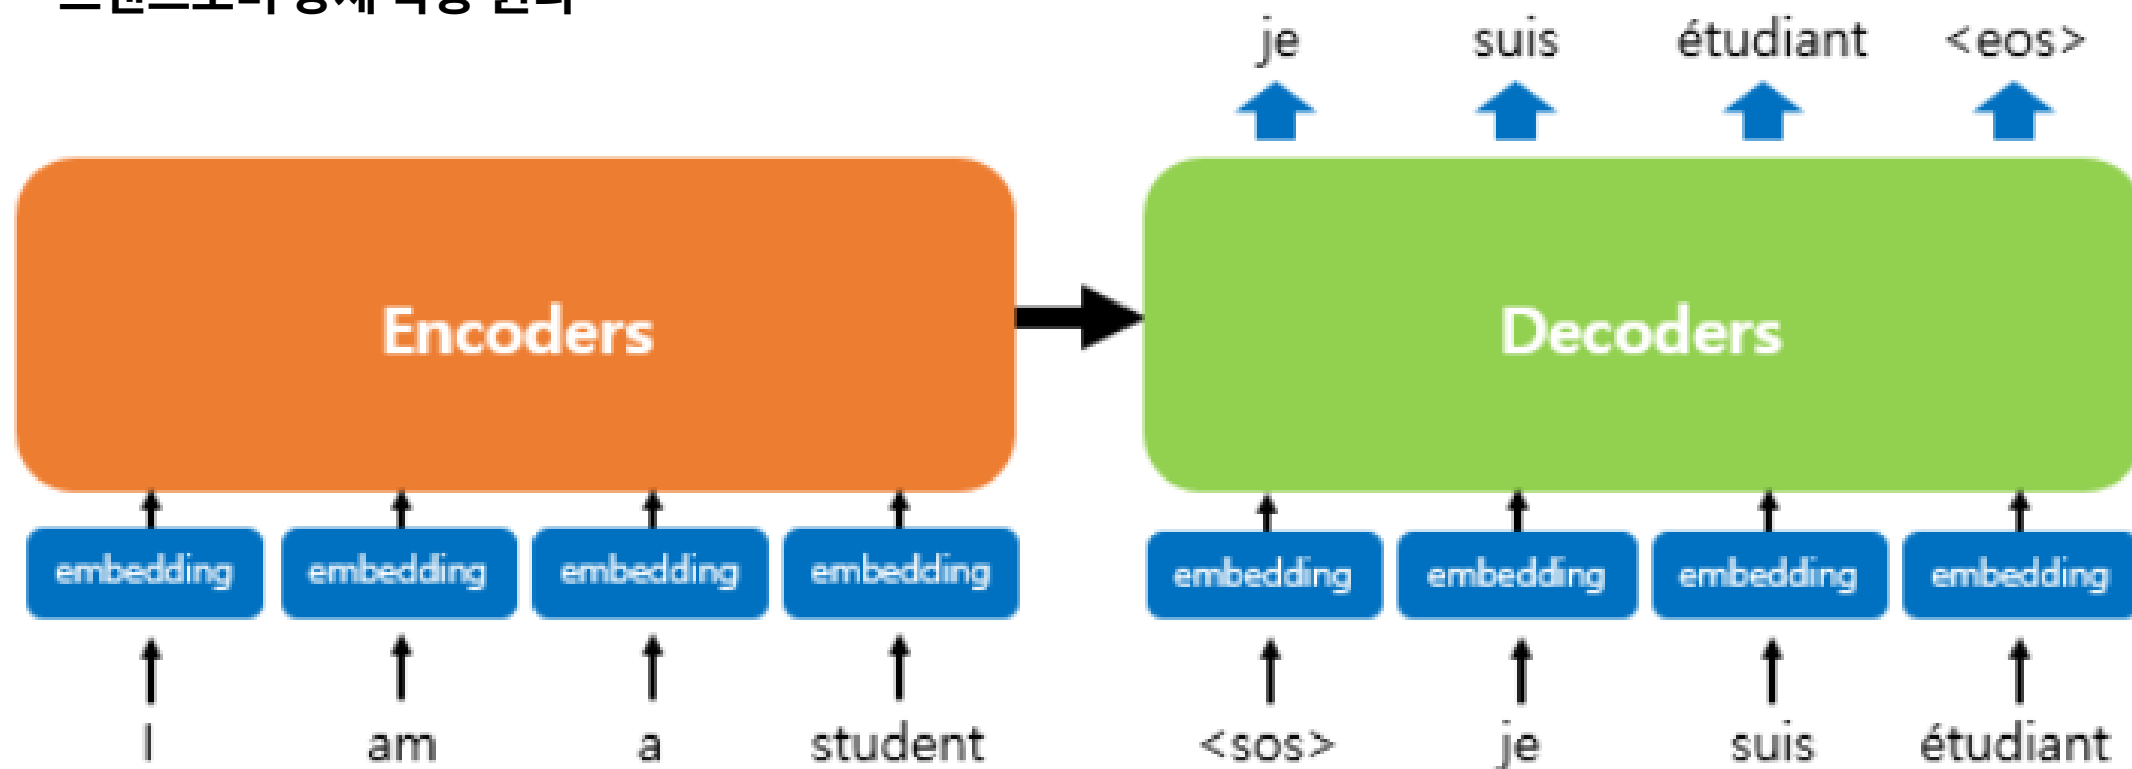 je suis étudiant <eos>
Encoders
Decoders
embedding embedding embedding embedding
embedding embedding embedding embedding
I am a student
<sos> je suis étudiant